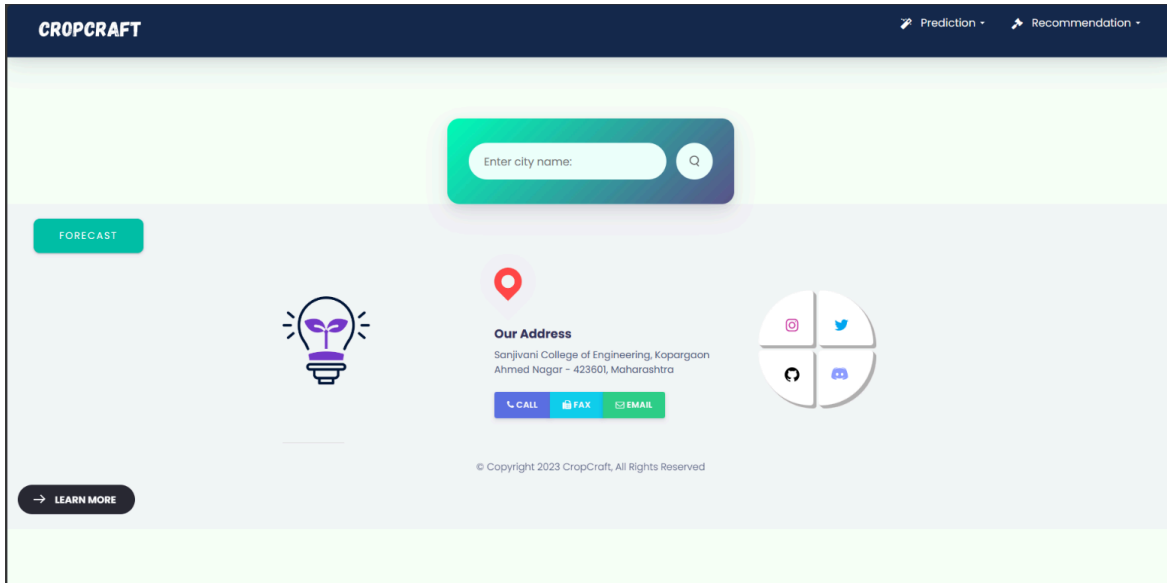 CROPCRAFT
Prediction
Recommendation
Enter city name:
FORECAST
Our Address
Sanjivani College of Engineering, Kopargaon
Ahmed Nagar - 423601, Maharashtra
CALL
FAX
EMAIL
© Copyright 2023 CropCraft, All Rights Reserved
LEARN MORE